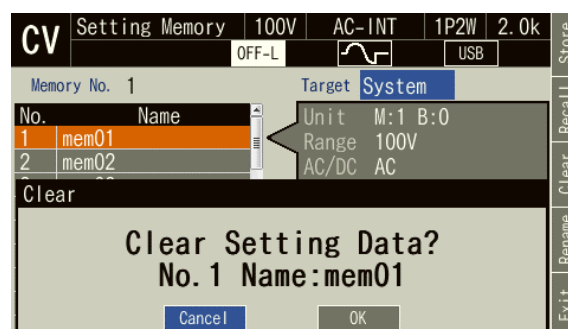 CV Setting Memory 100V AC-INT 1P2W 2.0k
OFF-L USB
Memory No. 1 Target System
No. Name
1 mem01
2 mem02
Unit M:1 B:0
Range 100V
AC/DC AC
Clear
Clear Setting Data?
No.1 Name:mem01
Cancel OK
Store
Recall
Clear
Rename
Exit